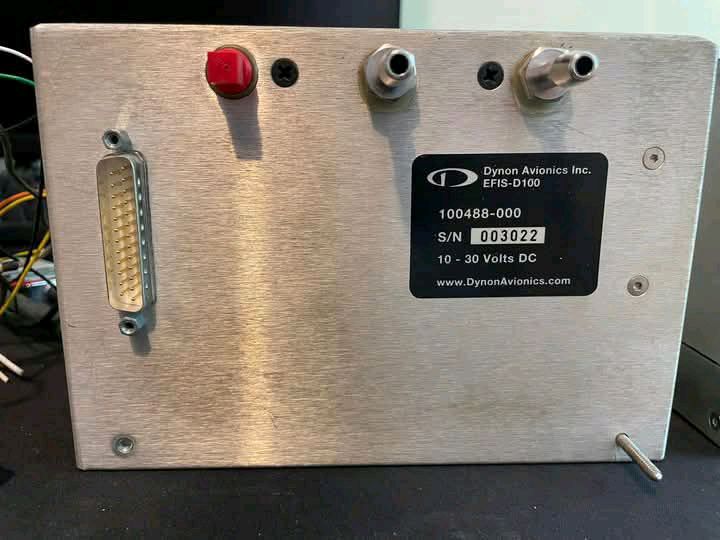 Dynon Avionics Inc.
EFIS-D100
100488-000
S/N 003022
10 - 30 Volts DC
www.DynonAvionics.com